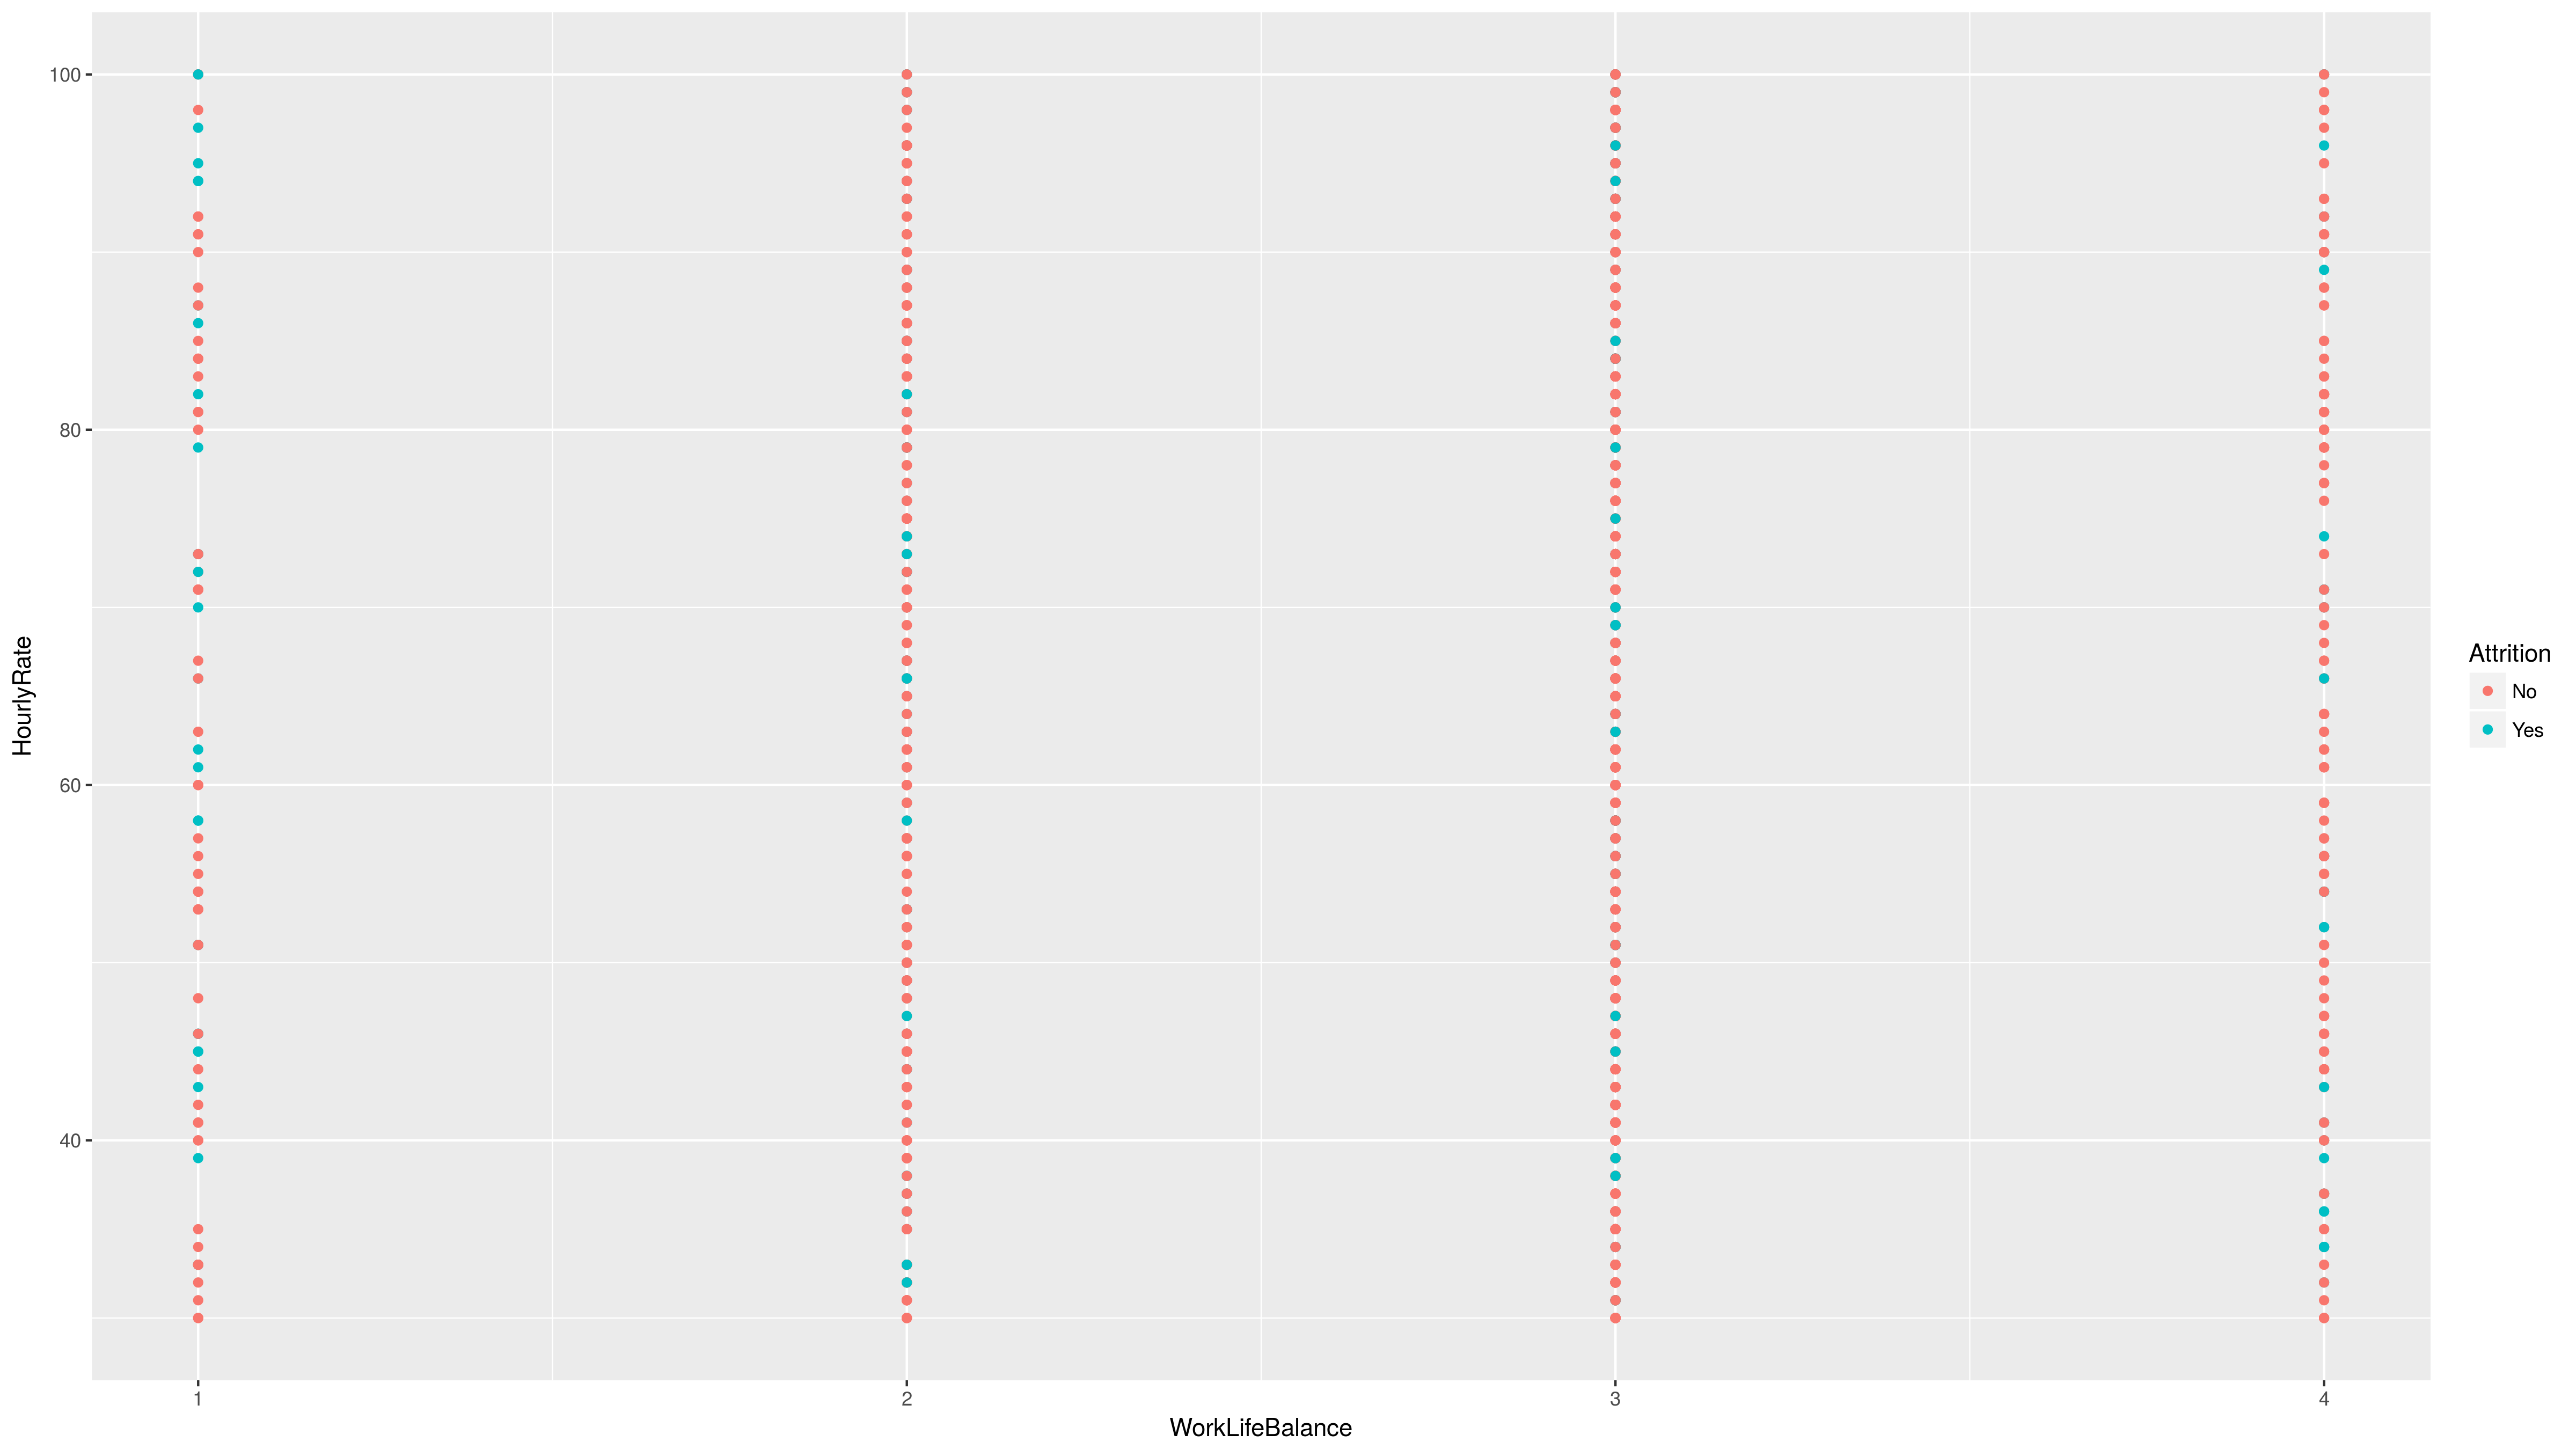 100
80
60
40
HourlyRate
1
2
3
4
WorkLifeBalance
Attrition
No
Yes